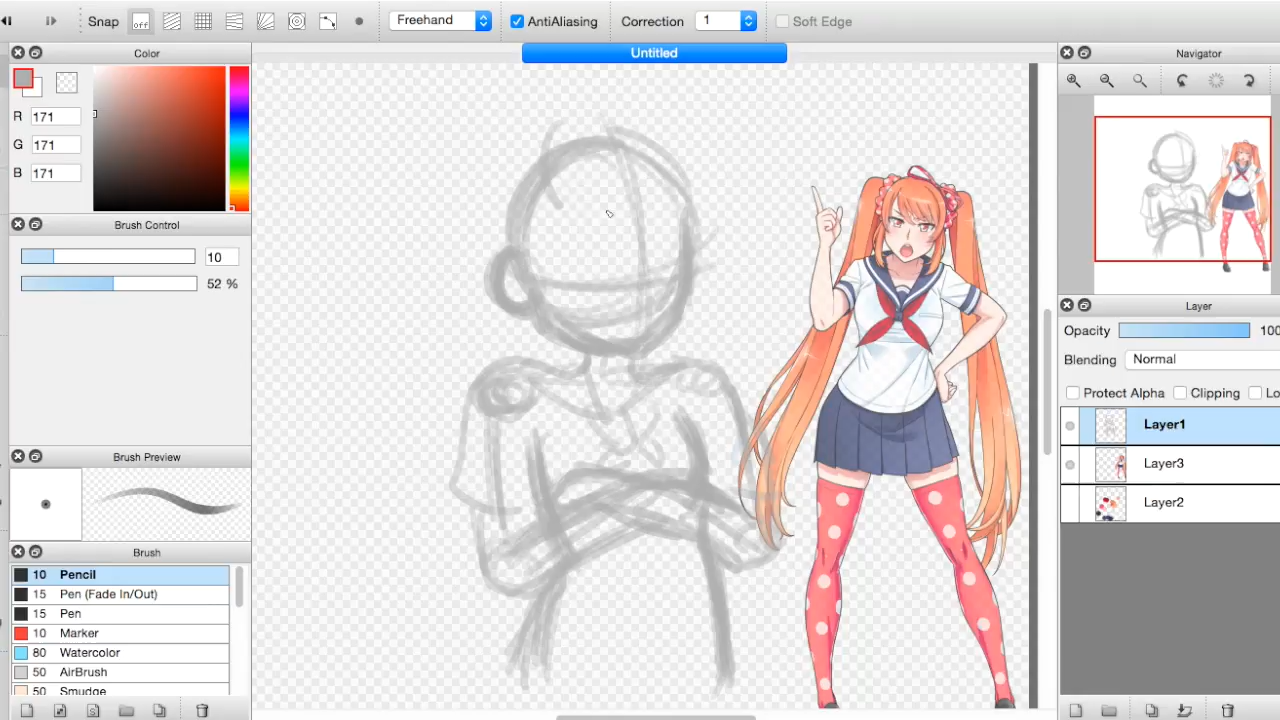 Snap
off
Freehand
AntiAliasing
Correction
1
Soft Edge
Color
Untitled
Navigator
R 171
G 171
B 171
Brush Control
10
52 %
Layer
Opacity 100
Blending Normal
Protect Alpha Clipping
Layer1
Layer3
Layer2
Brush Preview
Brush
10 Pencil
15 Pen (Fade In/Out)
15 Pen
10 Marker
80 Watercolor
50 AirBrush
50 Smudge